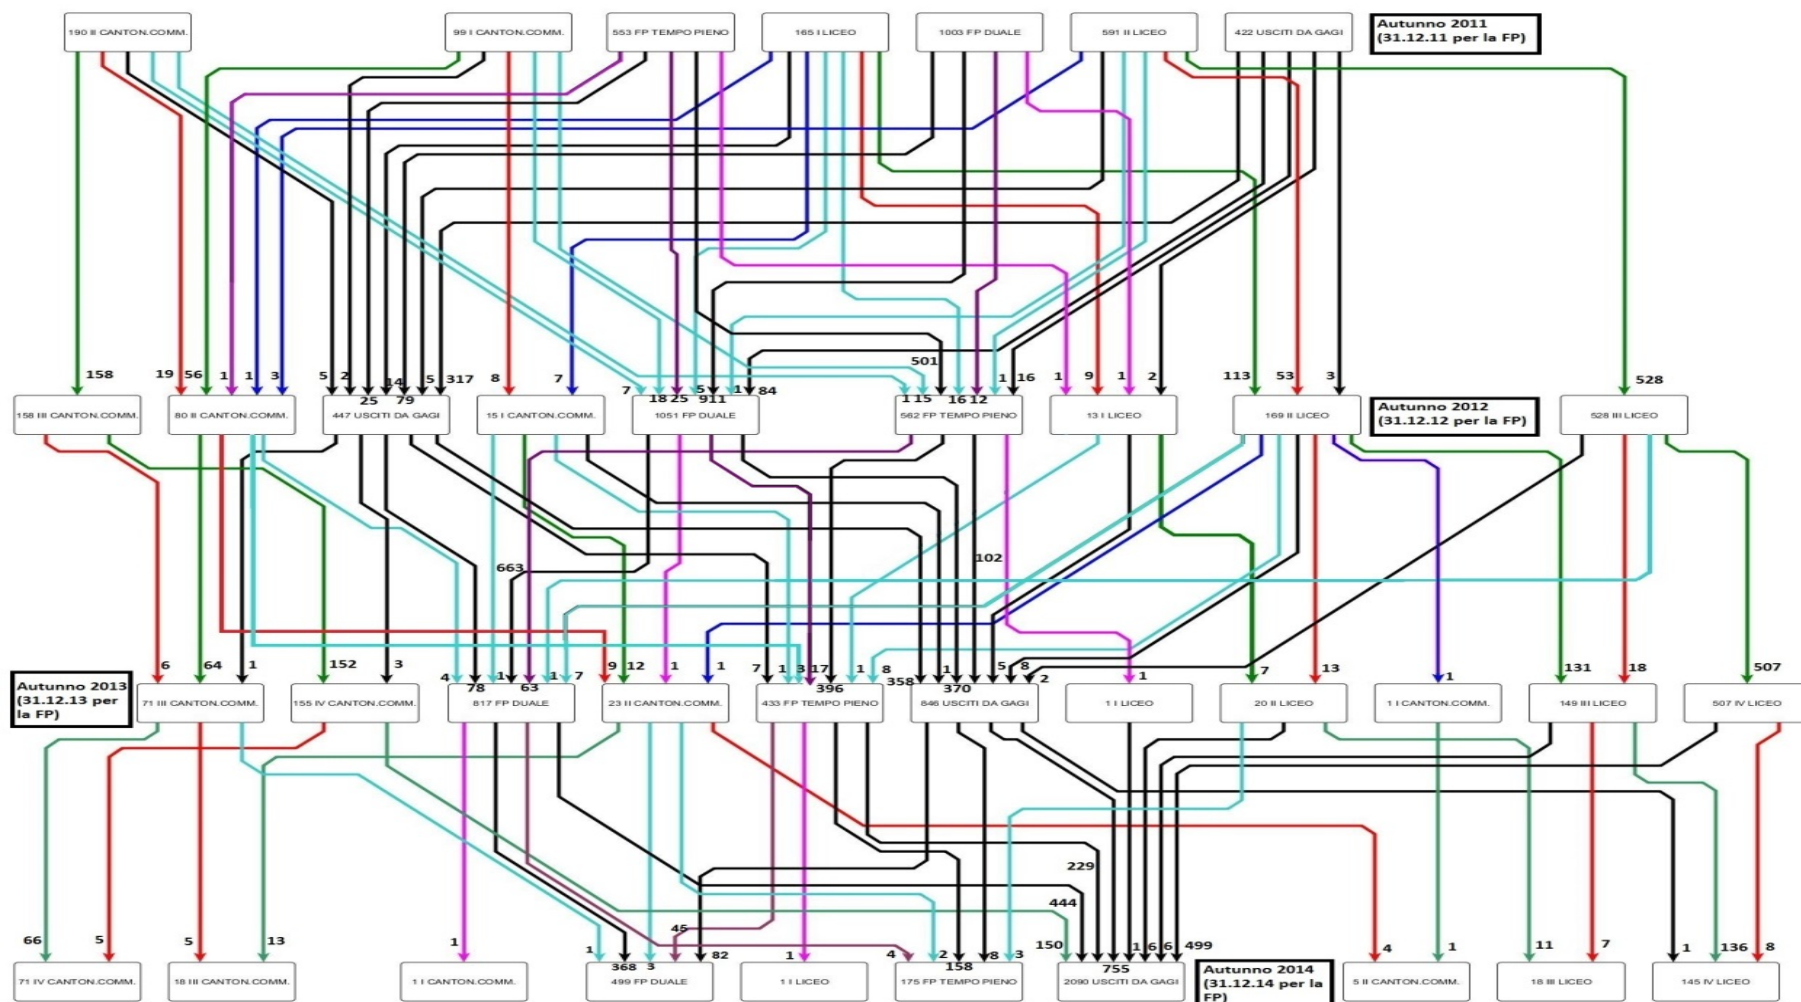 190 II CANTON.COMM.
99 I CANTON.COMM.
553 FP TEMPO PIENO
165 I LICEO
1003 FP DUALE
591 II LICEO
422 USCITI DA GAGI
Autunno 2011
(31.12.11 per la FP)
158
19
56
1
1
3
5
2
25
14
79
5
317
8
7
7
18
25
5
911
1
84
501
1
15
16
12
1
16
1
9
1
2
113
53
3
528
158 III CANTON.COMM.
80 II CANTON.COMM.
447 USCITI DA GAGI
15 I CANTON.COMM.
1051 FP DUALE
562 FP TEMPO PIENO
13 I LICEO
169 II LICEO
Autunno 2012
(31.12.12 per la FP)
528 III LICEO
663
102
6
64
1
152
3
4
78
1
63
1
7
9
12
1
1
7
1
3
17
396
1
8
358
1
370
5
8
2
1
7
13
1
131
18
507
Autunno 2013
(31.12.13 per
la FP)
71 III CANTON.COMM.
155 IV CANTON.COMM.
817 FP DUALE
23 II CANTON.COMM.
433 FP TEMPO PIENO
846 USCITI DA GAGI
1 I LICEO
20 II LICEO
1 I CANTON.COMM.
149 III LICEO
507 IV LICEO
229
444
45
66
5
5
13
1
1
368
3
82
1
4
2
158
8
3
150
755
1
6
6
499
4
1
11
7
1
136
8
71 IV CANTON.COMM.
18 III CANTON.COMM.
1 I CANTON.COMM.
499 FP DUALE
1 I LICEO
175 FP TEMPO PIENO
2090 USCITI DA GAGI
Autunno 2014
(31.12.14 per la
FP)
5 II CANTON.COMM.
18 III LICEO
145 IV LICEO